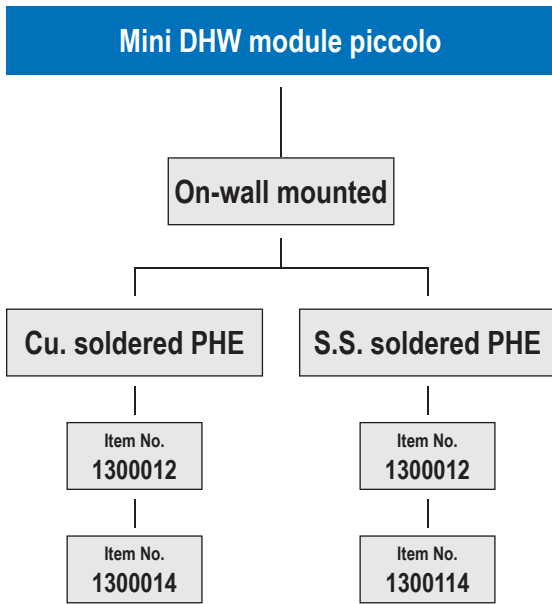 Mini DHW module piccolo
On-wall mounted
Cu. soldered PHE
S.S. soldered PHE
Item No.
1300012
Item No.
1300012
Item No.
1300014
Item No.
1300114